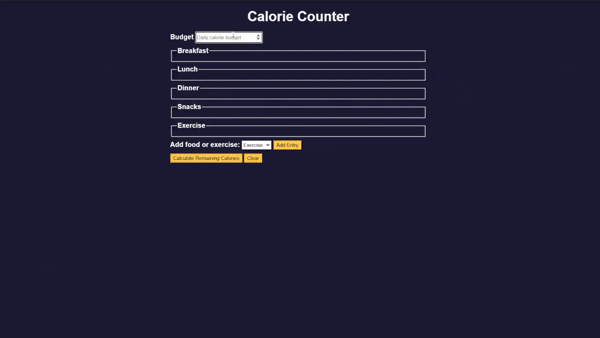 Calorie Counter
Budget Daily calorie budget
Breakfast
Lunch
Dinner
Snacks
Exercise
Add food or exercise: Exercise Add Entry
Calculate Remaining Calories Clear